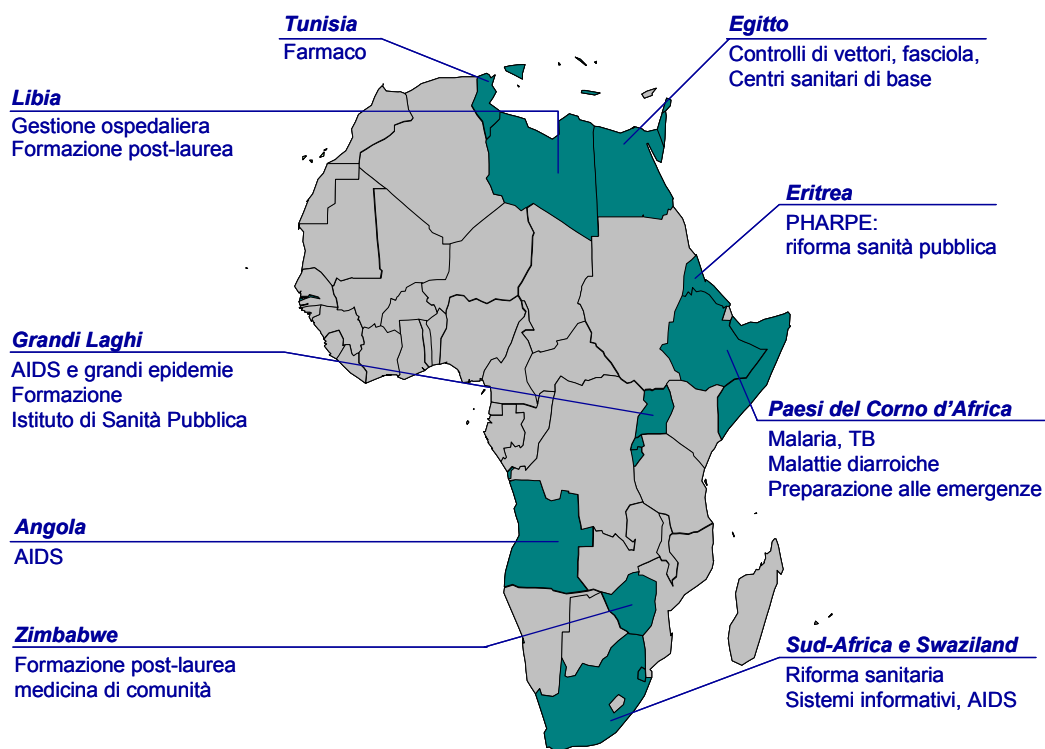 Tunisia
Farmaco
Egitto
Controlli di vettori, fasciola,
Centri sanitari di base
Libia
Gestione ospedaliera
Formazione post-laurea
Eritrea
PHARPE:
riforma sanità pubblica
Grandi Laghi
AIDS e grandi epidemie
Formazione
Istituto di Sanità Pubblica
Paesi del Corno d’Africa
Malaria, TB
Malattie diarroiche
Preparazione alle emergenze
Angola
AIDS
Zimbabwe
Formazione post-laurea
medicina di comunità
Sud-Africa e Swaziland
Riforma sanitaria
Sistemi informativi, AIDS